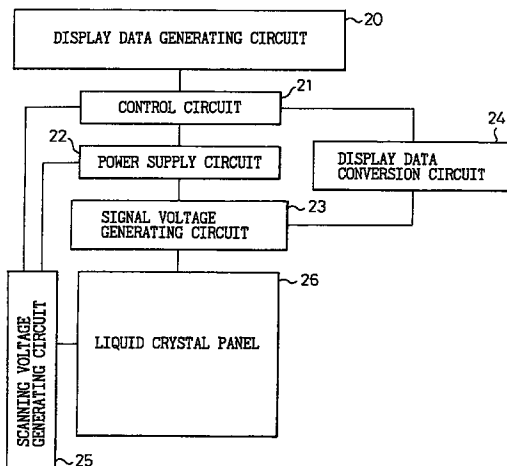 20
DISPLAY DATA GENERATING CIRCUIT
21
CONTROL CIRCUIT
22
POWER SUPPLY CIRCUIT
24
DISPLAY DATA
CONVERSION CIRCUIT
23
SIGNAL VOLTAGE
GENERATING CIRCUIT
26
LIQUID CRYSTAL PANEL
SCANNING VOLTAGE
GENERATING CIRCUIT
25